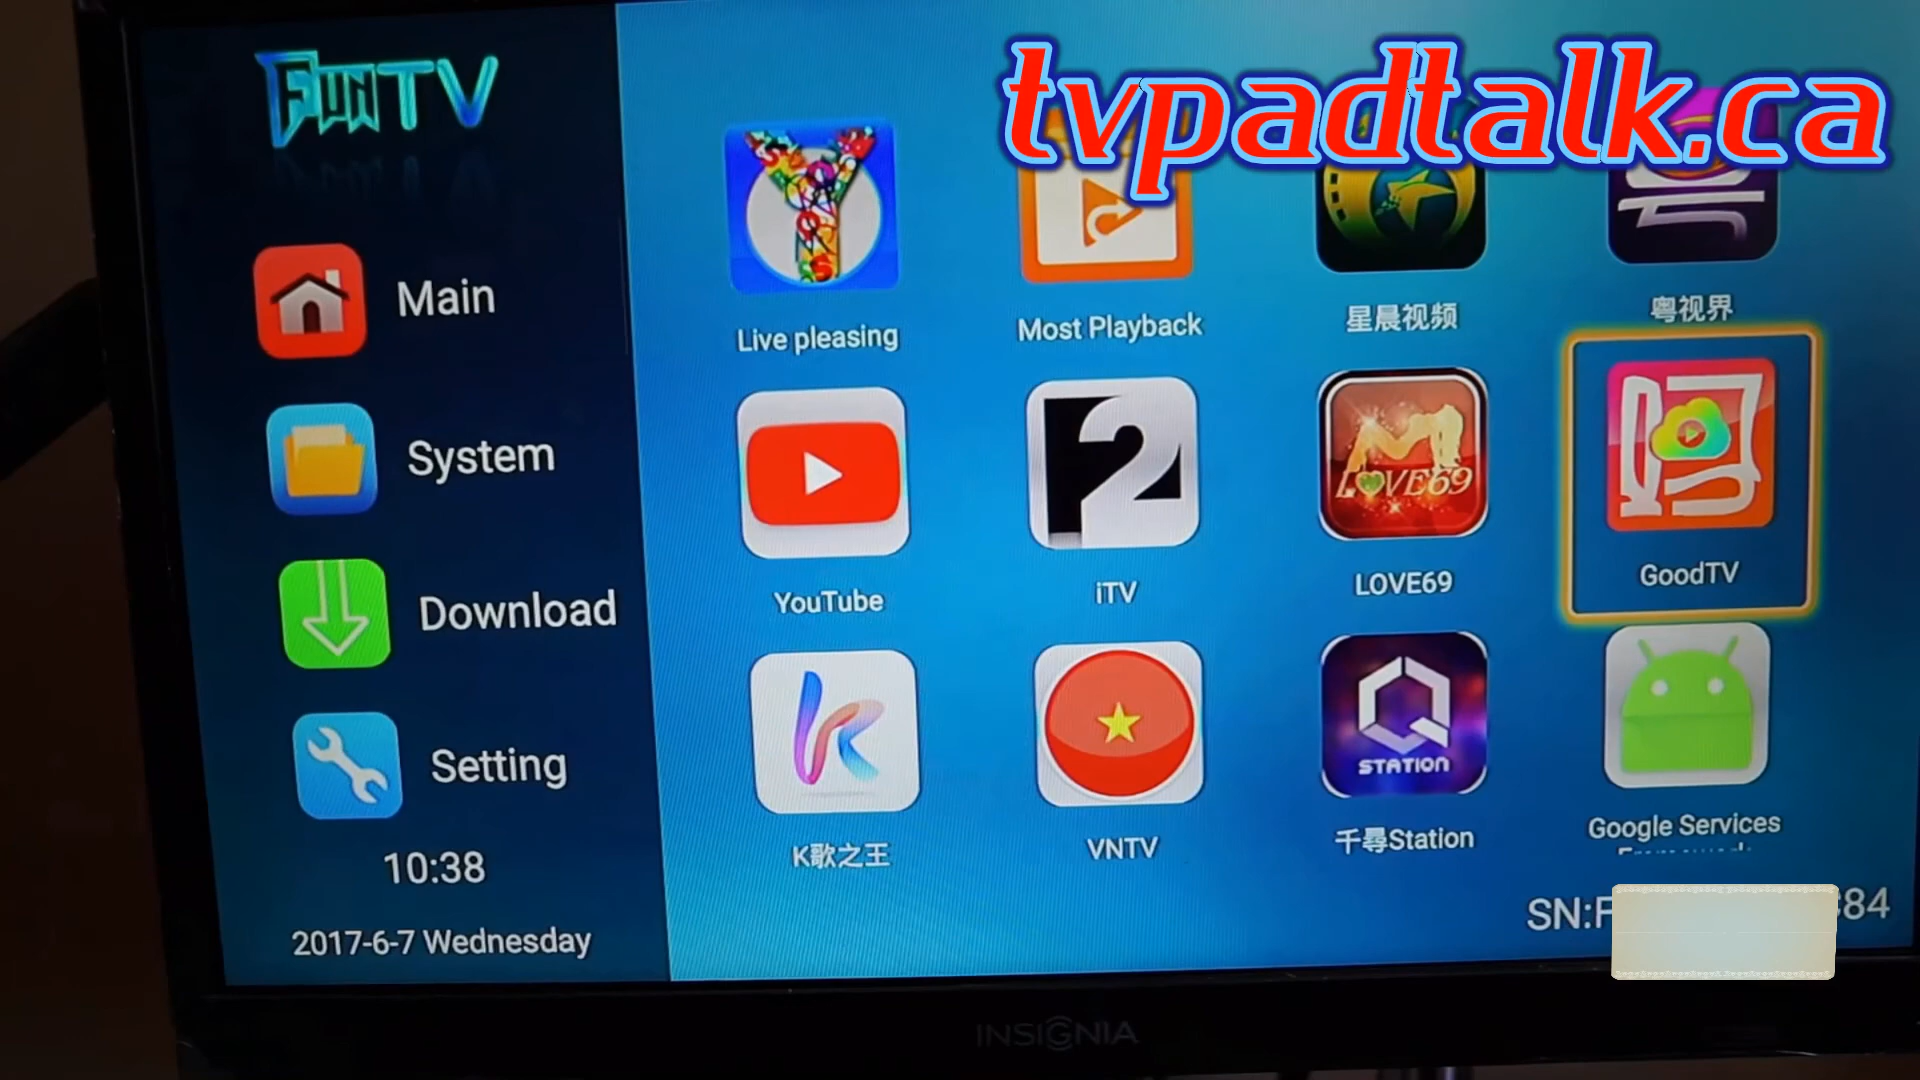 FUNTV
tvpadtalk.ca
Main
System
Download
Setting
10:38
2017-6-7 Wednesday
Live pleasing
Most Playback
星晨视频
粤视界
YouTube
iTV
LOVE69
LOVE69
GoodTV
K歌之王
VNTV
STATION
千尋Station
Google Services
SN:F
84
INSIGNIA